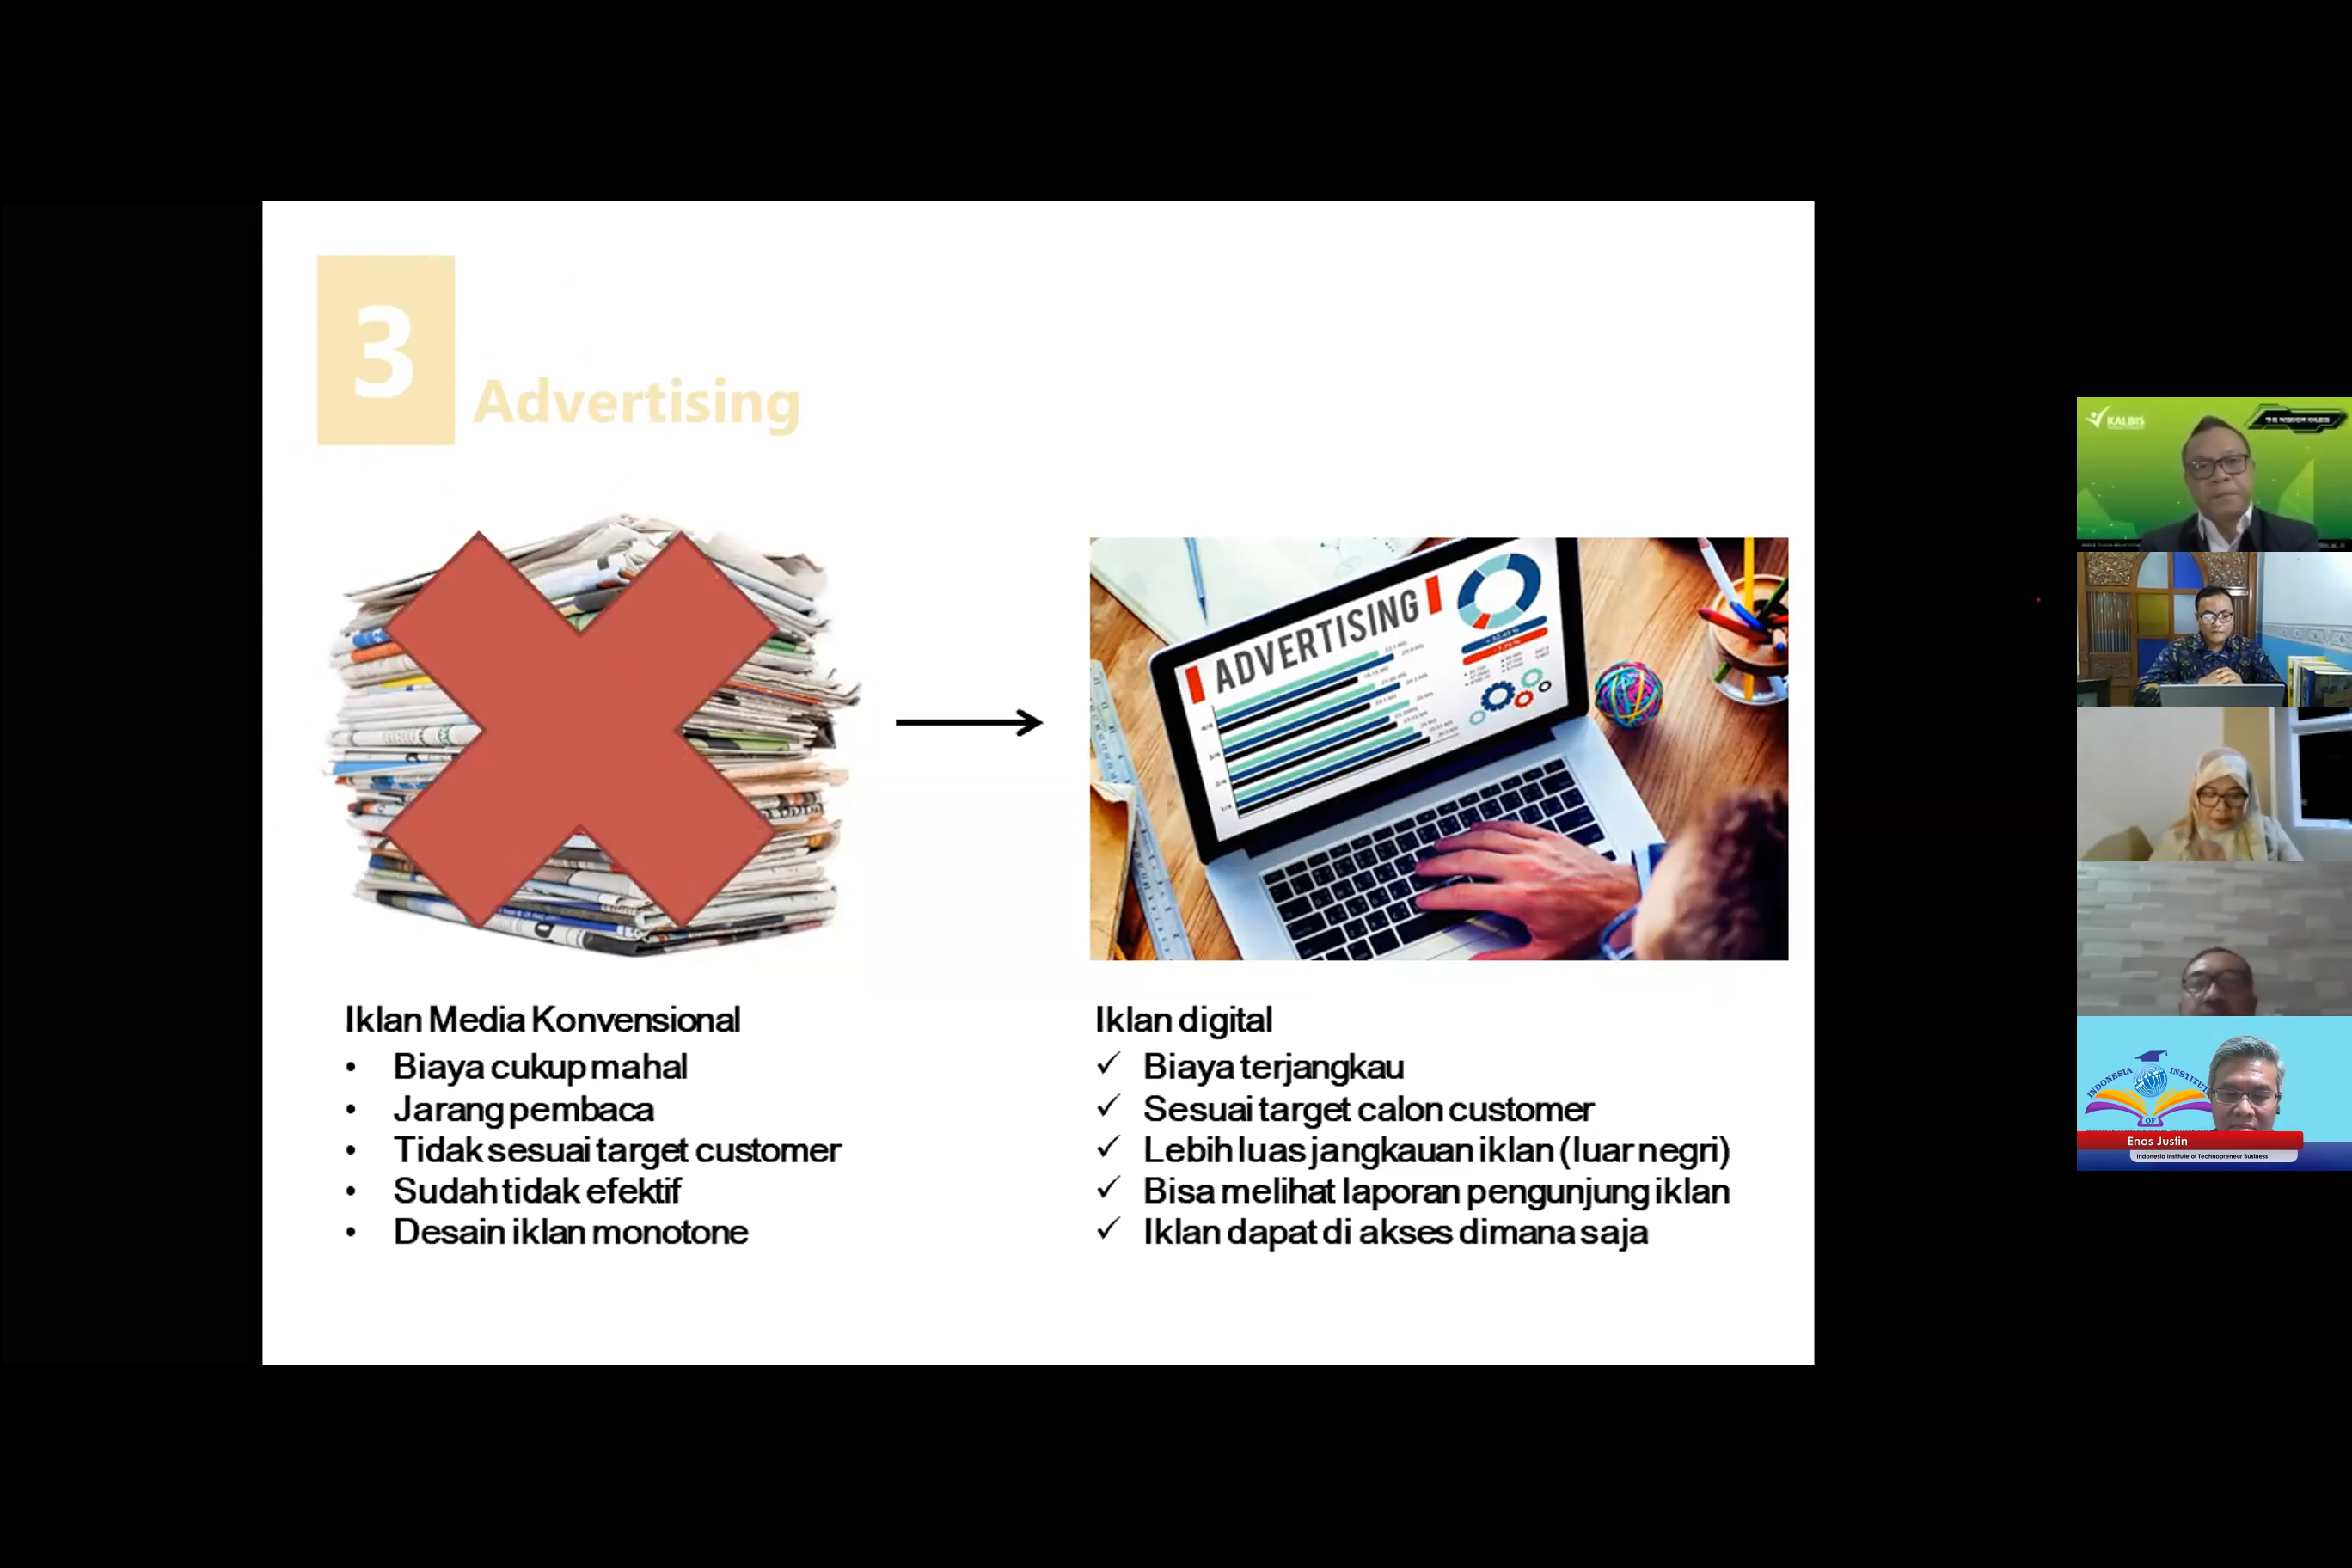 3
Advertising
ADVERTISING
Iklan Media Konvensional
• Biaya cukup mahal
• Jarang pembaca
• Tidak sesuai target customer
• Sudah tidak efektif
• Desain iklan monotone
Iklan digital
✓ Biaya terjangkau
✓ Sesuai target calon customer
✓ Lebih luas jangkauan iklan (luar negri)
✓ Bisa melihat laporan pengunjung iklan
✓ Iklan dapat di akses dimana saja
KALBIS
INDONESIA
OF
Enos Justin
Indonesia Institute of Technopreneur Business